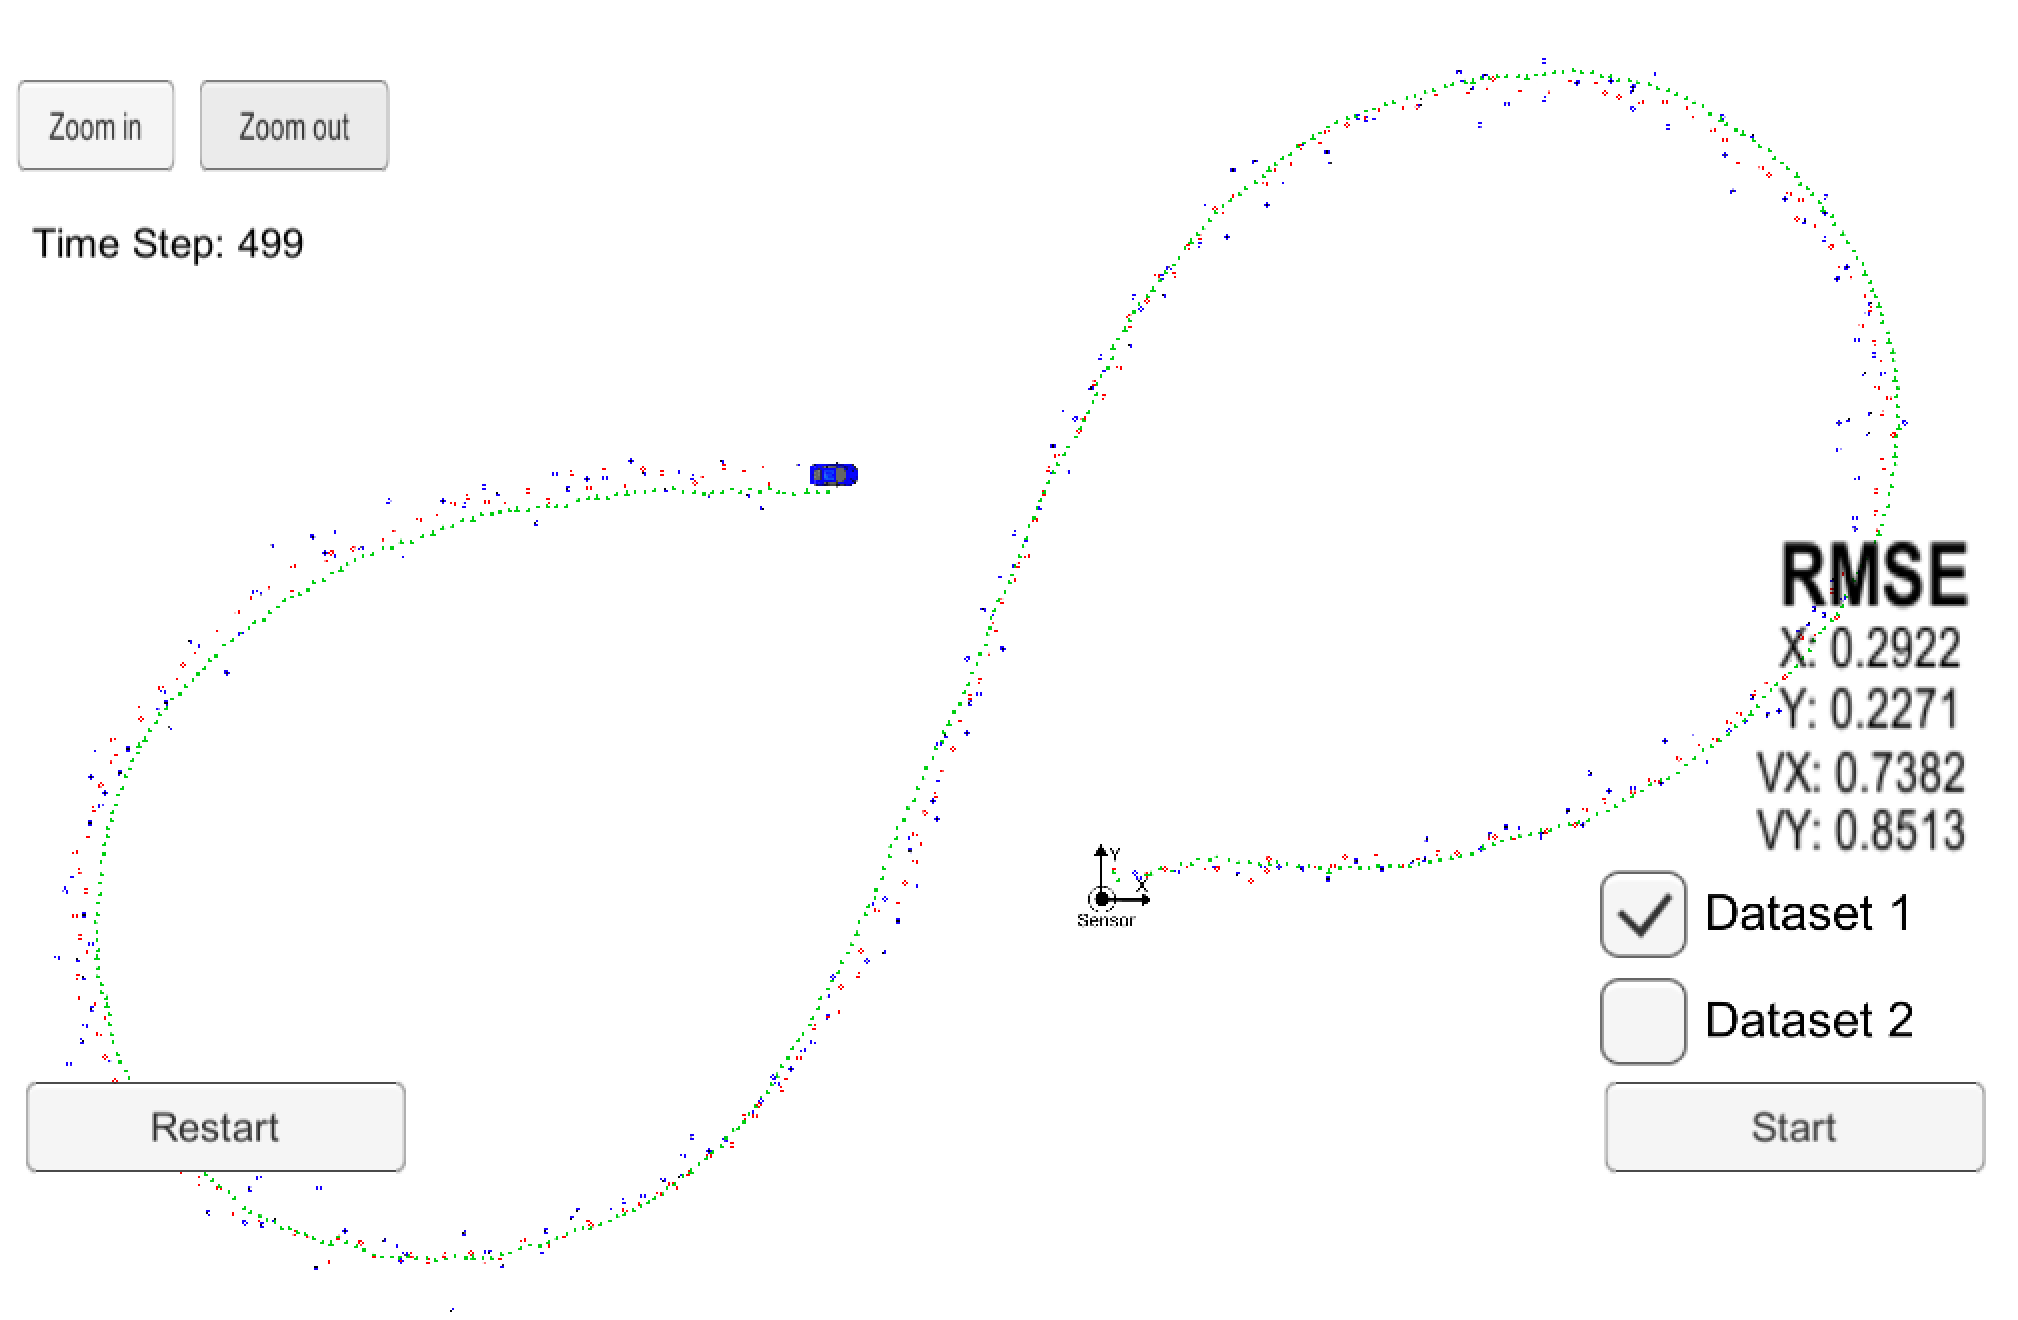 Zoom in
Zoom out
Time Step: 499
RMSE
X: 0.2922
Y: 0.2271
VX: 0.7382
VY: 0.8513
Y
X
Sensor
Dataset 1
Dataset 2
Restart
Start